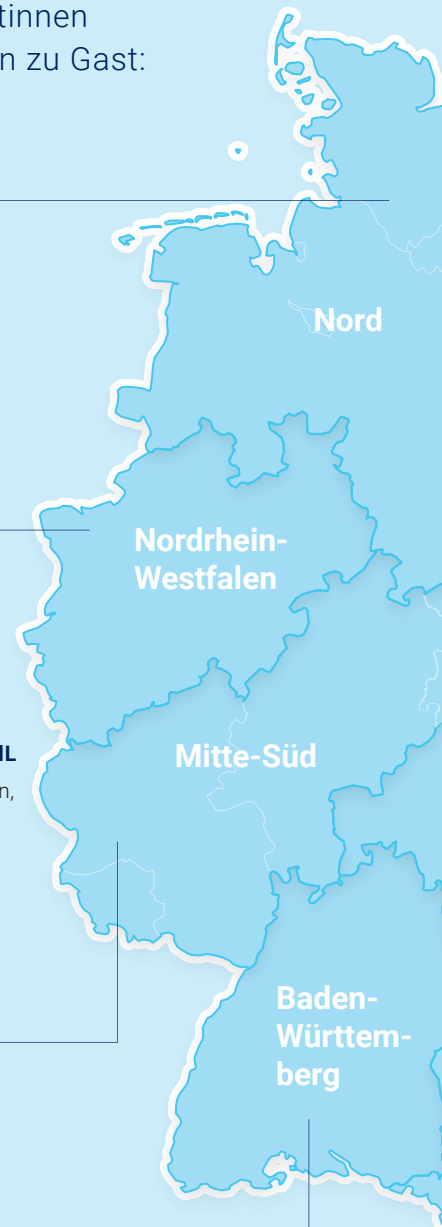 tinnen
n zu Gast:
Nord
Nordrhein-
Westfalen
IL
Mitte-Süd
n,
Baden-
Württem-
berg